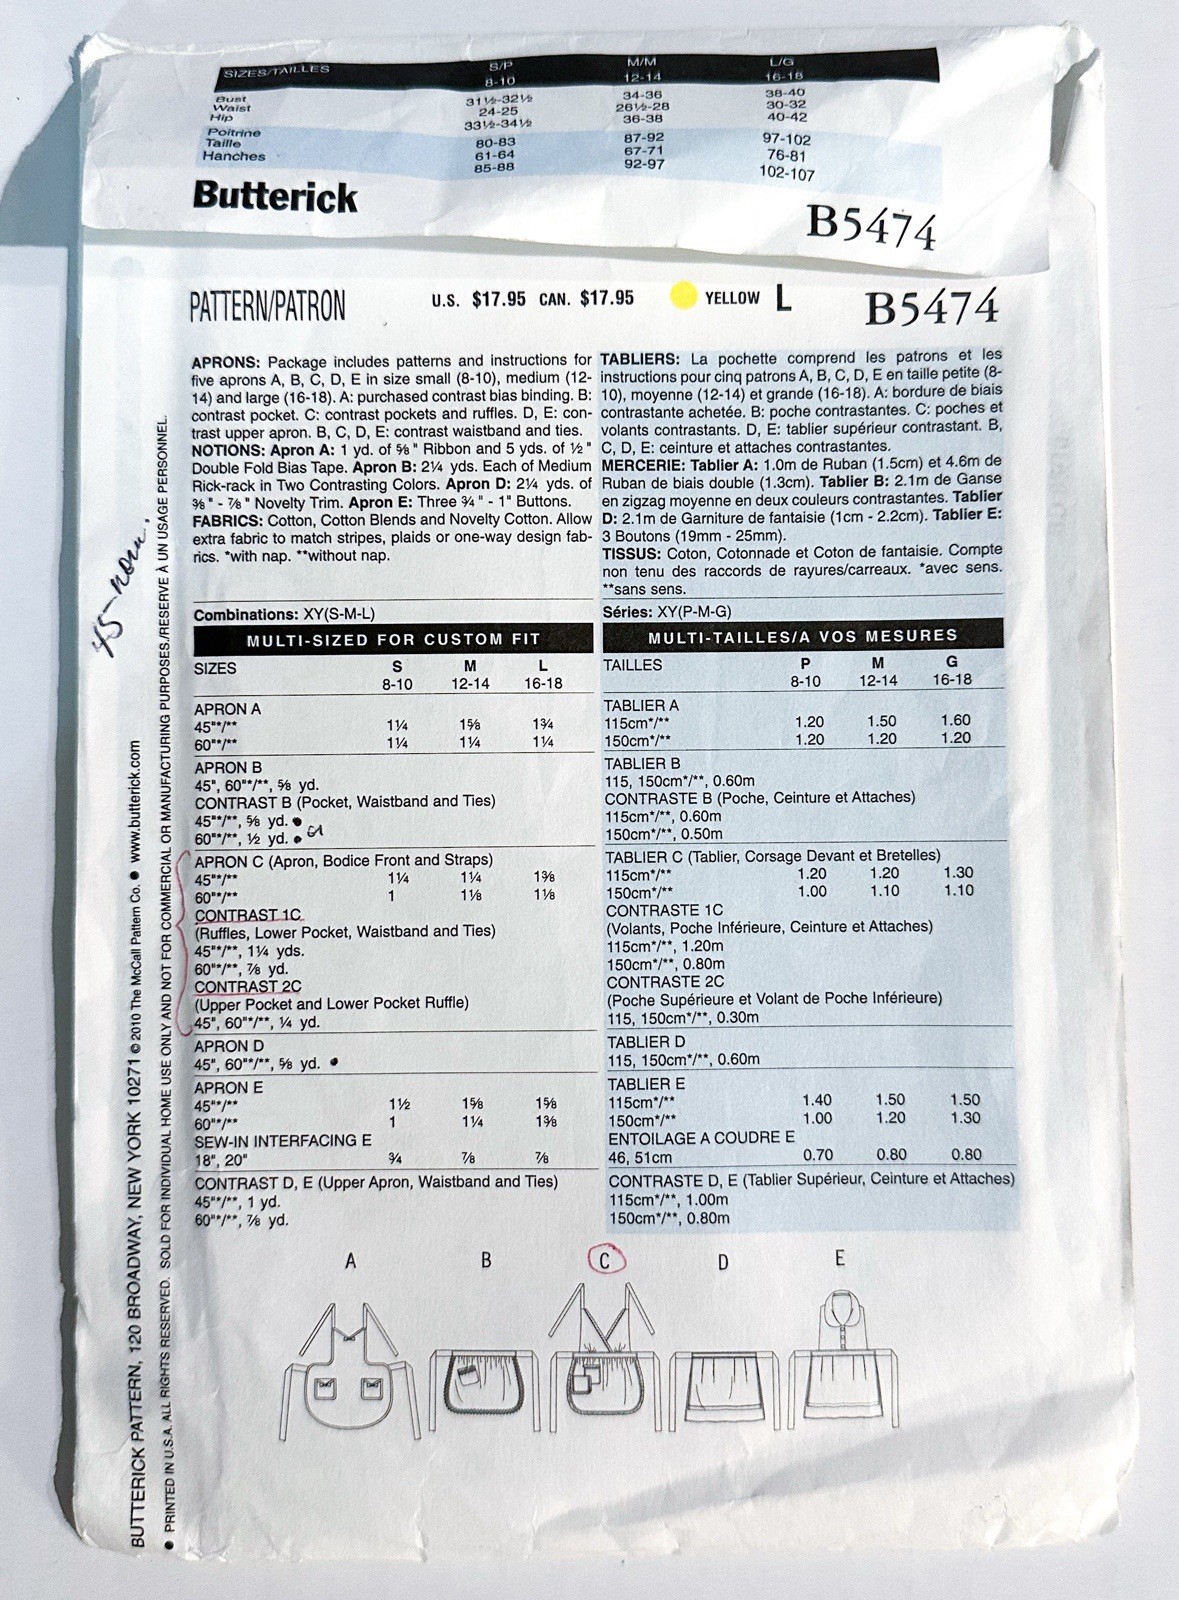 SIZES/TAILLES S/P M/M L/G
8-10 12-14 16-18
Bust 31½-32½ 34-36 38-40
Waist 24-25 26½-28 30-32
Hip 33½-34½ 36-38 40-42
Poitrine 80-83 87-92 97-102
Taille 61-64 67-71 76-81
Hanches 85-88 92-97 102-107
Butterick
B5474
PATTERN/PATRON U.S. $17.95 CAN. $17.95 YELLOW L B5474
APRONS: Package includes patterns and instructions for
five aprons A, B, C, D, E in size small (8-10), medium (12-
14) and large (16-18). A: purchased contrast bias binding. B:
contrast pocket. C: contrast pockets and ruffles. D, E: con-
trast upper apron. B, C, D, E: contrast waistband and ties.
NOTIONS: Apron A: 1 yd. of ⅝" Ribbon and 5 yds. of ½"
Double Fold Bias Tape. Apron B: 2¼ yds. Each of Medium
Rick-rack in Two Contrasting Colors. Apron D: 2¼ yds. of
⅜" - ⅞" Novelty Trim. Apron E: Three ¾" - 1" Buttons.
FABRICS: Cotton, Cotton Blends and Novelty Cotton. Allow
extra fabric to match stripes, plaids or one-way design fab-
rics. *with nap. **without nap.
TABLIERS: La pochette comprend les patrons et les
instructions pour cinq patrons A, B, C, D, E en taille petite (8-
10), moyenne (12-14) et grande (16-18). A: bordure de biais
contrastante achetée. B: poche contrastantes. C: poches et
volants contrastants. D, E: tablier supérieur contrastant. B,
C, D, E: ceinture et attaches contrastantes.
MERCERIE: Tablier A: 1.0m de Ruban (1.5cm) et 4.6m de
Ruban de biais double (1.3cm). Tablier B: 2.1m de Ganse
en zigzag moyenne en deux couleurs contrastantes. Tablier
D: 2.1m de Garniture de fantaisie (1cm - 2.2cm). Tablier E:
3 Boutons (19mm - 25mm).
TISSUS: Coton, Cotonnade et Coton de fantaisie. Compte
non tenu des raccords de rayures/carreaux. *avec sens.
**sans sens.
Combinations: XY(S-M-L)
MULTI-SIZED FOR CUSTOM FIT
SIZES S M L
8-10 12-14 16-18
APRON A
45"*/** 1¼ 1⅝ 1¾
60"*/** 1¼ 1¼ 1¼
APRON B
45", 60"*/**, ⅝ yd.
CONTRAST B (Pocket, Waistband and Ties)
45"*/**, ⅝ yd.
60"*/**, ½ yd.
APRON C (Apron, Bodice Front and Straps)
45"*/** 1¼ 1¼ 1⅜
60"*/** 1 1⅛ 1⅛
CONTRAST 1C
(Ruffles, Lower Pocket, Waistband and Ties)
45"*/**, 1¼ yds.
60"*/**, ⅞ yd.
CONTRAST 2C
(Upper Pocket and Lower Pocket Ruffle)
45", 60"*/**, ¼ yd.
APRON D
45", 60"*/**, ⅝ yd.
APRON E
45"*/** 1½ 1⅝ 1⅝
60"*/** 1 1¼ 1⅜
SEW-IN INTERFACING E
18", 20" ¾ ⅞ ⅞
CONTRAST D, E (Upper Apron, Waistband and Ties)
45"*/**, 1 yd.
60"*/**, ⅞ yd.
Séries: XY(P-M-G)
MULTI-TAILLES/A VOS MESURES
TAILLES P M G
8-10 12-14 16-18
TABLIER A
115cm*/** 1.20 1.50 1.60
150cm*/** 1.20 1.20 1.20
TABLIER B
115, 150cm*/**, 0.60m
CONTRASTE B (Poche, Ceinture et Attaches)
115cm*/**, 0.60m
150cm*/**, 0.50m
TABLIER C (Tablier, Corsage Devant et Bretelles)
115cm*/** 1.20 1.20 1.30
150cm*/** 1.00 1.10 1.10
CONTRASTE 1C
(Volants, Poche Inférieure, Ceinture et Attaches)
115cm*/**, 1.20m
150cm*/**, 0.80m
CONTRASTE 2C
(Poche Supérieure et Volant de Poche Inférieure)
115, 150cm*/**, 0.30m
TABLIER D
115, 150cm*/**, 0.60m
TABLIER E
115cm*/** 1.40 1.50 1.50
150cm*/** 1.00 1.20 1.30
ENTOILAGE A COUDRE E
46, 51cm 0.70 0.80 0.80
CONTRASTE D, E (Tablier Supérieur, Ceinture et Attaches)
115cm*/**, 1.00m
150cm*/**, 0.80m
A B C D E
BUTTERICK PATTERN, 120 BROADWAY, NEW YORK 10271 © 2010 The McCall Pattern Co. ● www.butterick.com
● PRINTED IN U.S.A. ALL RIGHTS RESERVED. SOLD FOR INDIVIDUAL HOME USE ONLY AND NOT FOR COMMERCIAL OR MANUFACTURING PURPOSES./RESERVE À UN USAGE PERSONNEL.